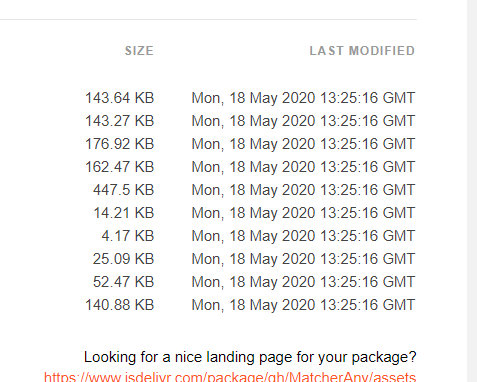 SIZE LAST MODIFIED
143.64 KB Mon, 18 May 2020 13:25:16 GMT
143.27 KB Mon, 18 May 2020 13:25:16 GMT
176.92 KB Mon, 18 May 2020 13:25:16 GMT
162.47 KB Mon, 18 May 2020 13:25:16 GMT
447.5 KB Mon, 18 May 2020 13:25:16 GMT
14.21 KB Mon, 18 May 2020 13:25:16 GMT
4.17 KB Mon, 18 May 2020 13:25:16 GMT
25.09 KB Mon, 18 May 2020 13:25:16 GMT
52.47 KB Mon, 18 May 2020 13:25:16 GMT
140.88 KB Mon, 18 May 2020 13:25:16 GMT
Looking for a nice landing page for your package?
https://www.jsdelivr.com/package/gh/MatcherAny/assets